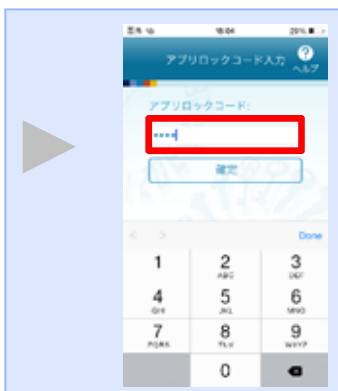 16:04
アプリロックコード入力
?
ヘルプ
アプリロックコード:
••••
確定
< > Done
1 2 3
ABC DEF
4 5 6
GHI JKL MNO
7 8 9
PQRS TUV WXYZ
0